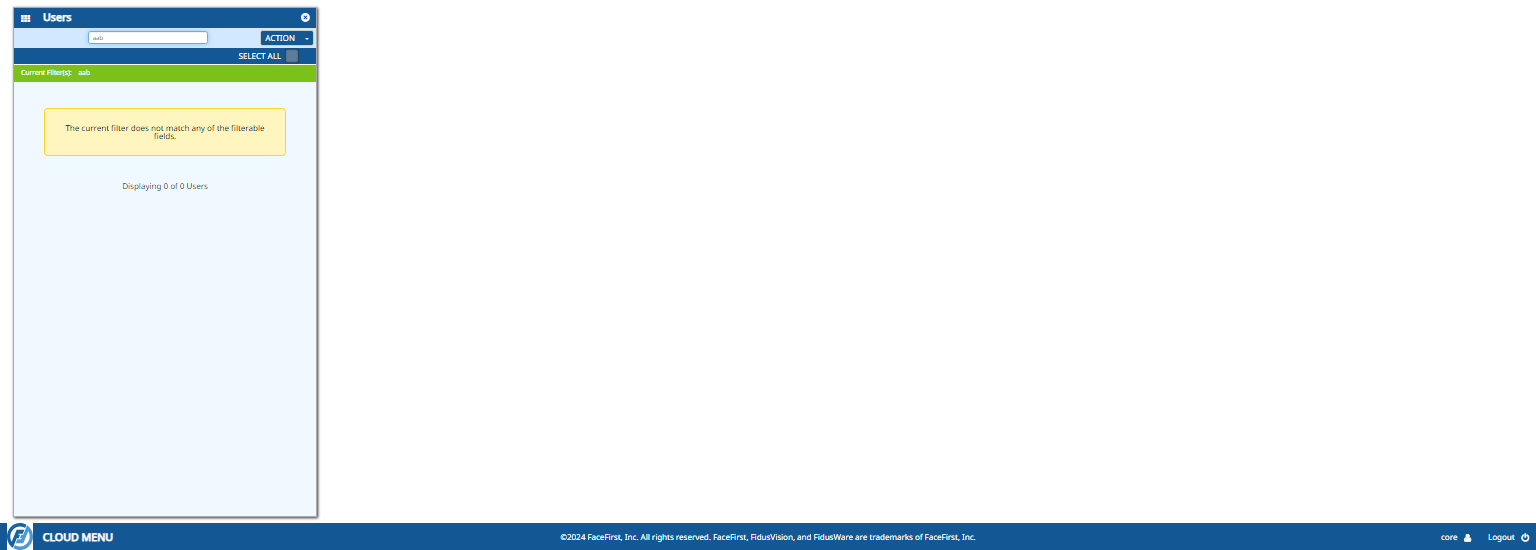 Users
aab
ACTION
SELECT ALL
Current Filter(s): aab
The current filter does not match any of the filterable
fields.
Displaying 0 of 0 Users
CLOUD MENU
©2024 FaceFirst, Inc. All rights reserved. FaceFirst, FidusVision, and FidusWare are trademarks of FaceFirst, Inc.
core
Logout